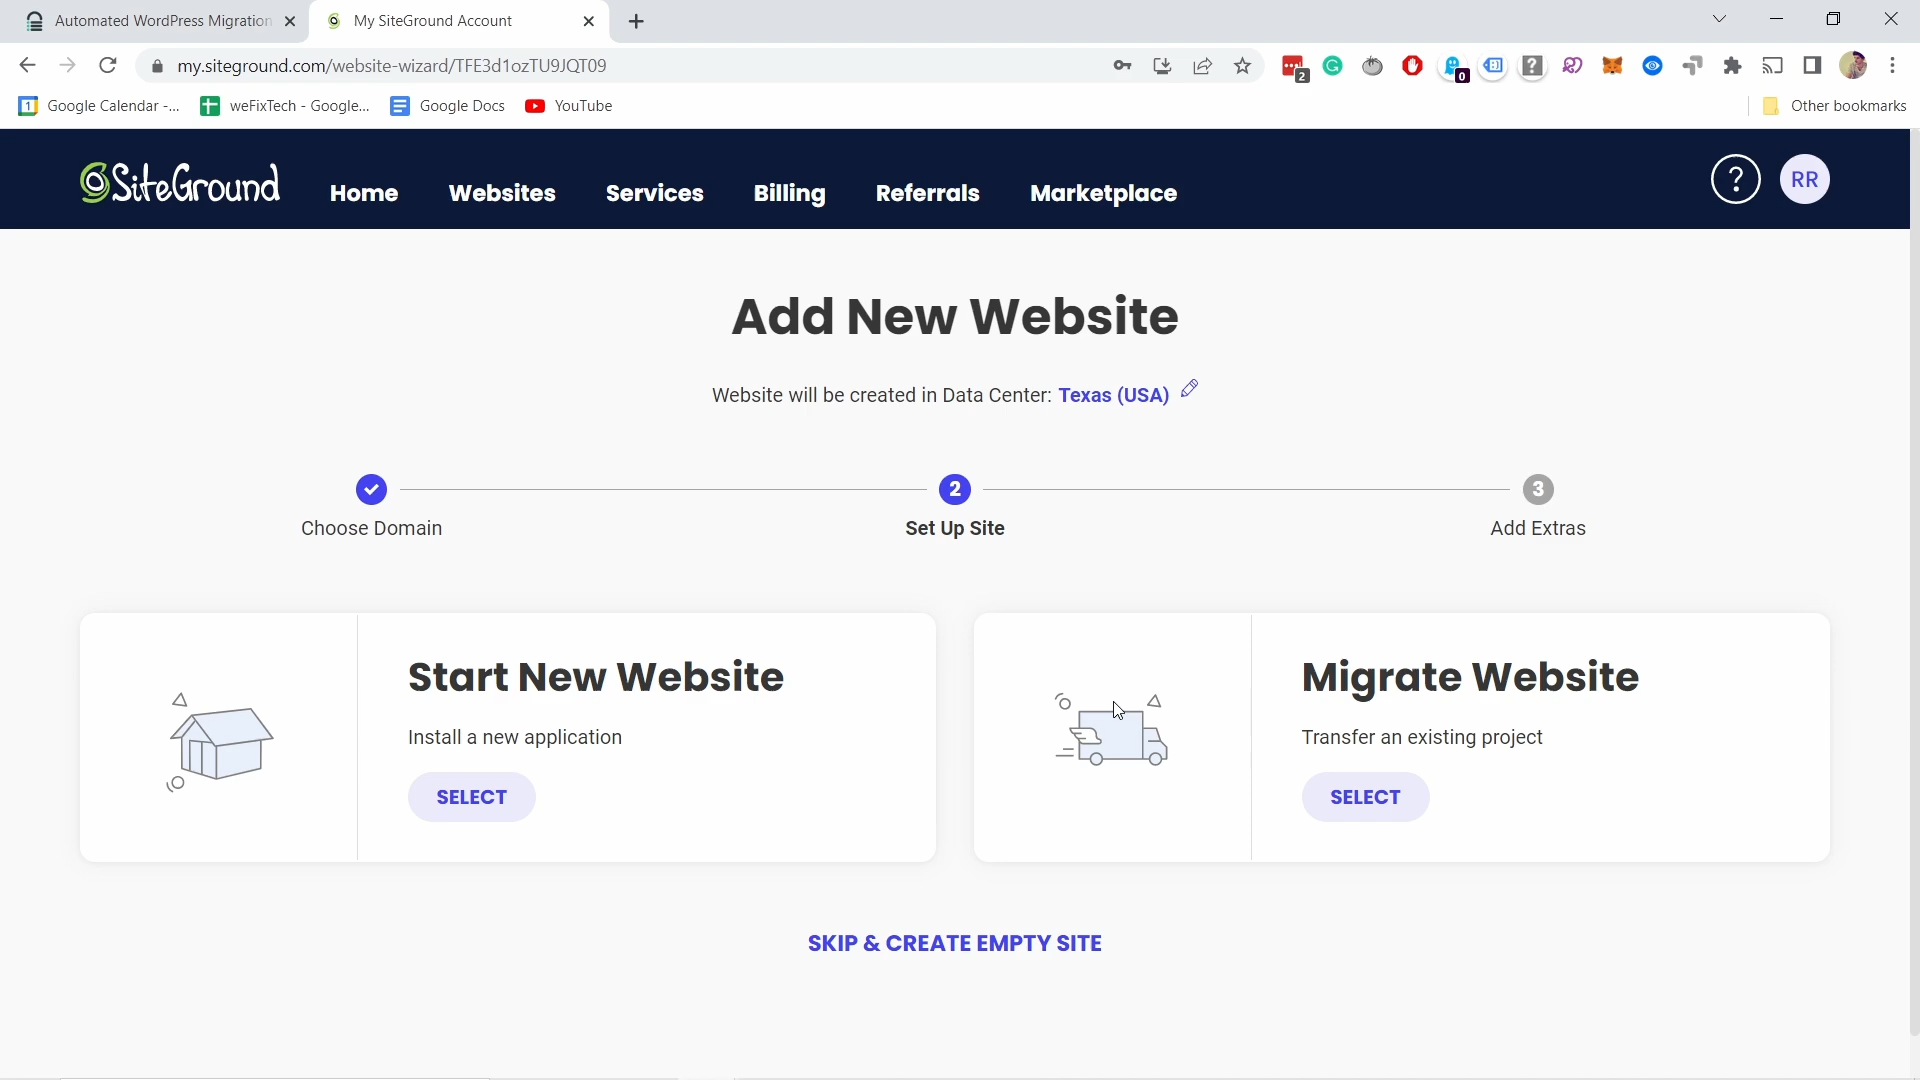 Automated WordPress Migration
My SiteGround Account
my.siteground.com/website-wizard/TFE3d1ozTU9JQT09
2
0
1 Google Calendar -...
weFixTech - Google...
Google Docs
YouTube
Other bookmarks
SiteGround
Home
Websites
Services
Billing
Referrals
Marketplace
?
RR
Add New Website
Website will be created in Data Center: Texas (USA)
2
3
Choose Domain
Set Up Site
Add Extras
Start New Website
Install a new application
SELECT
Migrate Website
Transfer an existing project
SELECT
SKIP & CREATE EMPTY SITE